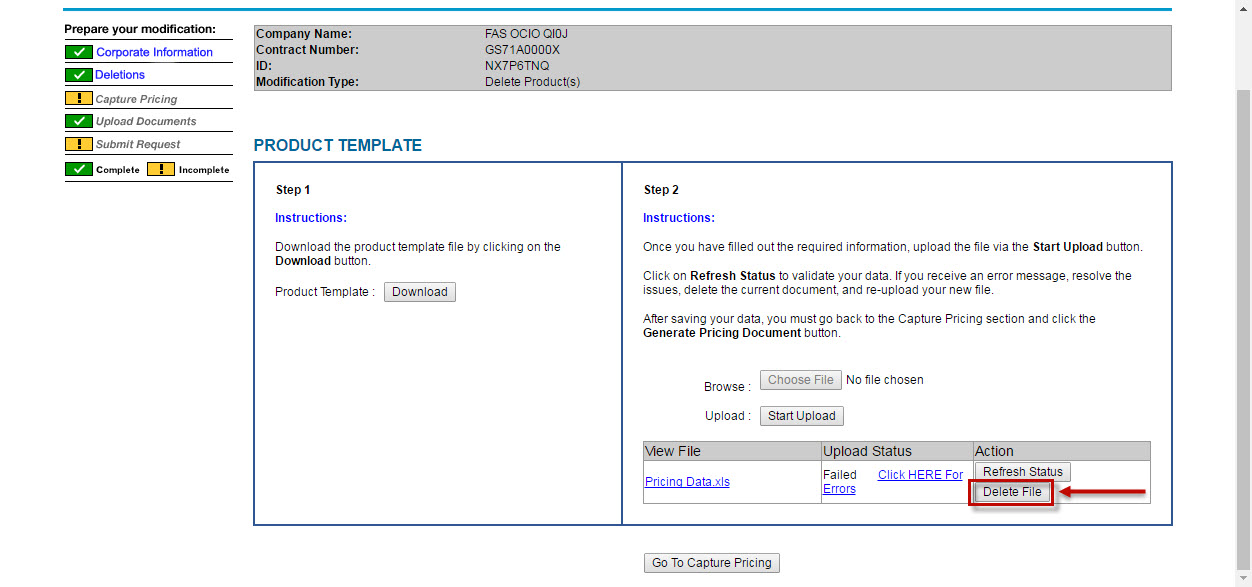 Prepare your modification:
Corporate Information
Deletions
Capture Pricing
Upload Documents
Submit Request
Complete Incomplete
Company Name: FAS OCIO QI0J
Contract Number: GS71A0000X
ID: NX7P6TNQ
Modification Type: Delete Product(s)
PRODUCT TEMPLATE
Step 1
Instructions:
Download the product template file by clicking on the
Download button.
Product Template : Download
Step 2
Instructions:
Once you have filled out the required information, upload the file via the Start Upload button.
Click on Refresh Status to validate your data. If you receive an error message, resolve the
issues, delete the current document, and re-upload your new file.
After saving your data, you must go back to the Capture Pricing section and click the
Generate Pricing Document button.
Browse : Choose File No file chosen
Upload : Start Upload
View File Upload Status Action
Pricing Data.xls Failed Click HERE For Errors Refresh Status
Delete File
Go To Capture Pricing